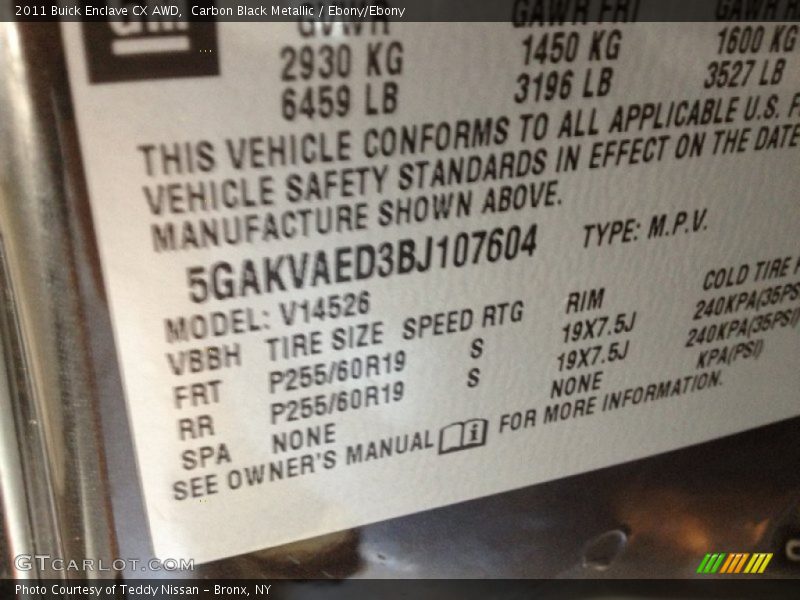 2011 Buick Enclave CX AWD, Carbon Black Metallic / Ebony/Ebony
GM
GVWR GAWR FRT GAWR
2930 KG 1450 KG 1600 KG
6459 LB 3196 LB 3527 LB
THIS VEHICLE CONFORMS TO ALL APPLICABLE U.S. F
VEHICLE SAFETY STANDARDS IN EFFECT ON THE DATE
MANUFACTURE SHOWN ABOVE.
5GAKVAED3BJ107604 TYPE: M.P.V.
MODEL: V14526
VBBH TIRE SIZE SPEED RTG RIM COLD TIRE
FRT P255/60R19 S 19X7.5J 240KPA(35PSI)
RR P255/60R19 S 19X7.5J 240KPA(35PSI)
SPA NONE NONE KPA(PSI)
SEE OWNER'S MANUAL FOR MORE INFORMATION.
GTCarLot.com
Photo Courtesy of Teddy Nissan - Bronx, NY